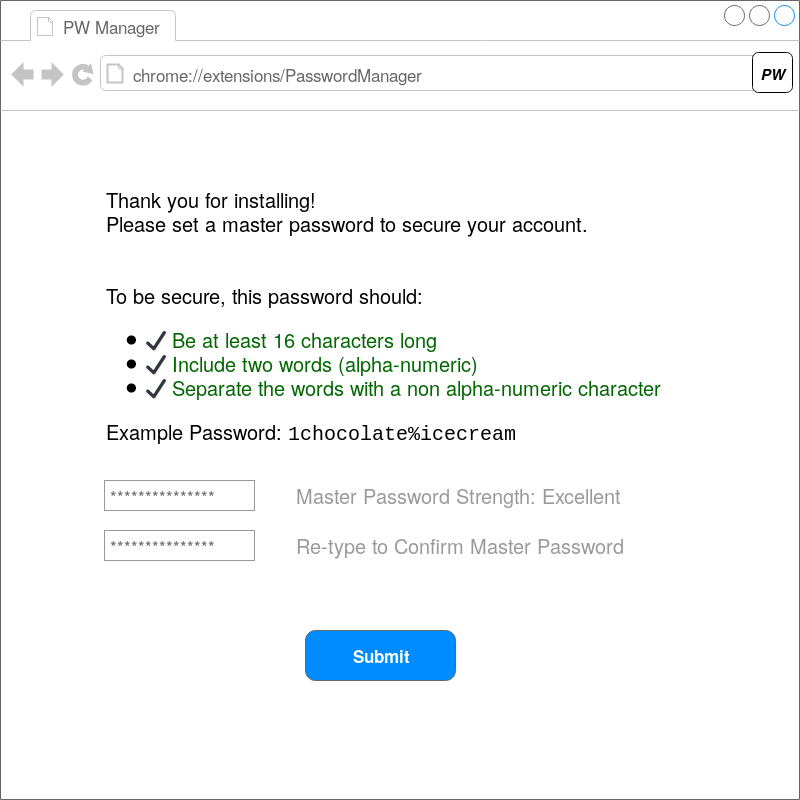 PW Manager
chrome://extensions/PasswordManager
PW
Thank you for installing!
Please set a master password to secure your account.
To be secure, this password should:
Be at least 16 characters long
Include two words (alpha-numeric)
Separate the words with a non alpha-numeric character
Example Password: 1chocolate%icecream
*************** Master Password Strength: Excellent
*************** Re-type to Confirm Master Password
Submit